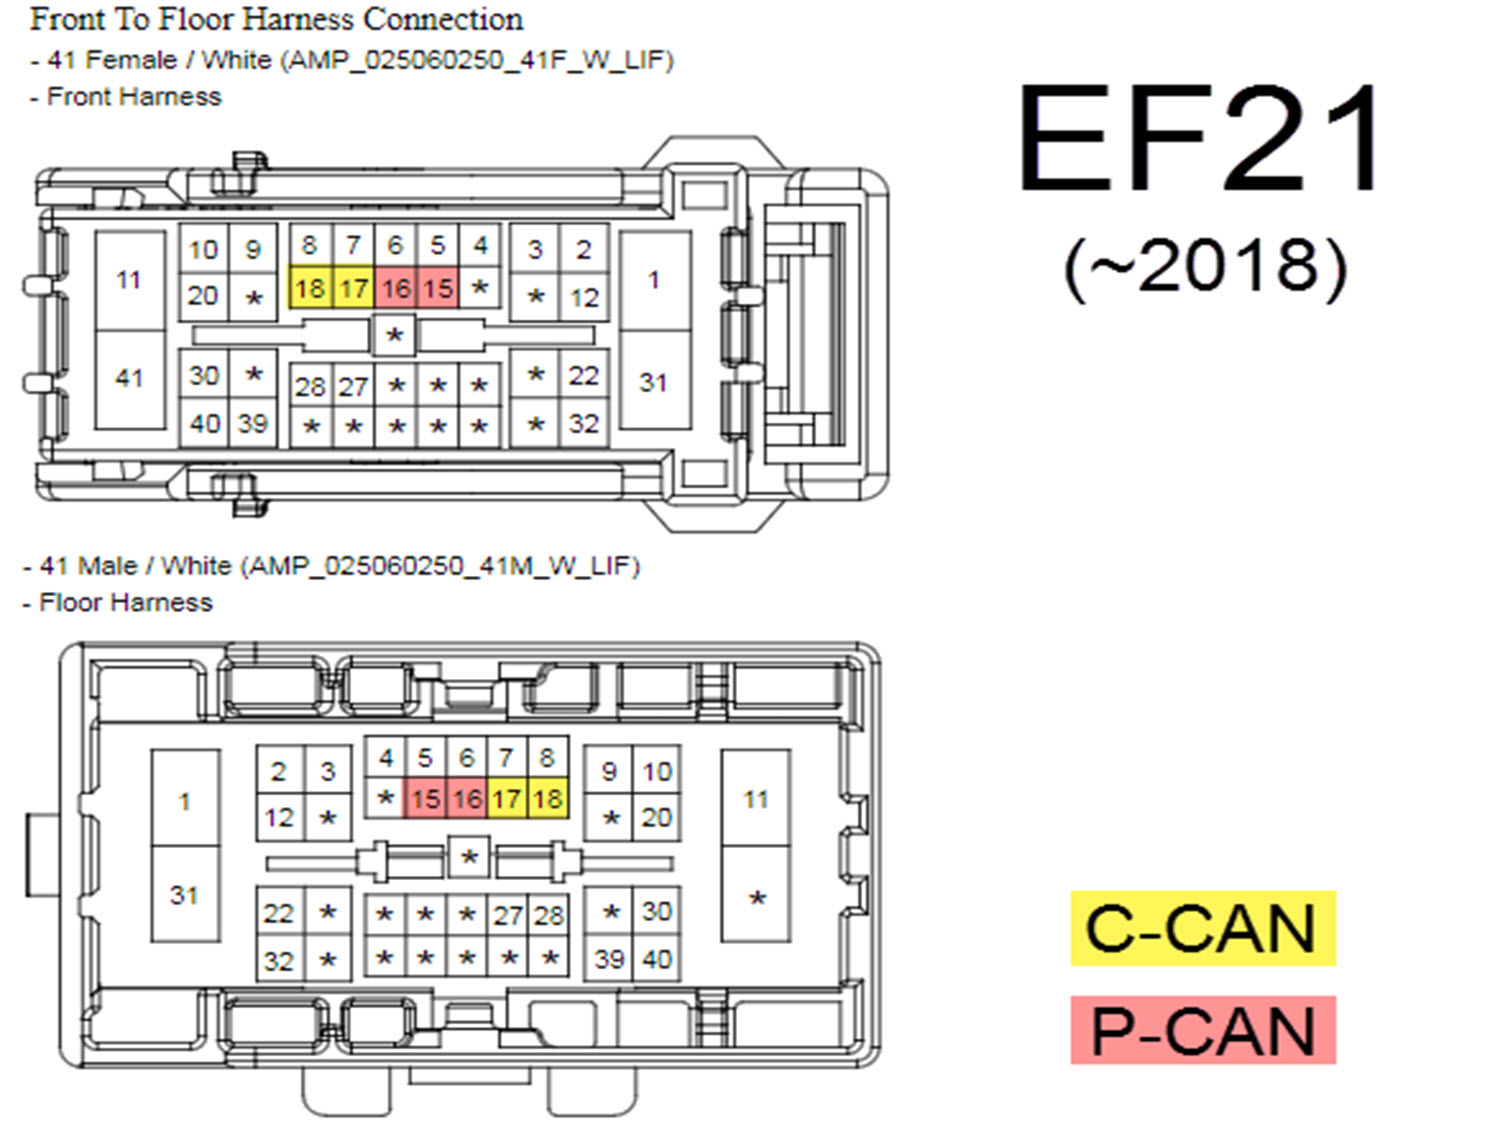 Front To Floor Harness Connection
- 41 Female / White (AMP_025060250_41F_W_LIF)
- Front Harness
EF21
(~2018)
10 9 8 7 6 5 4 3 2
11 20 * 18 17 16 15 * * 12 1
*
41 30 * 28 27 * * * * 22 31
40 39 * * * * * * 32
- 41 Male / White (AMP_025060250_41M_W_LIF)
- Floor Harness
2 3 4 5 6 7 8 9 10
1 12 * * 15 16 17 18 * 20 11
*
31 22 * * * * 27 28 * 30 *
32 * * * * * * 39 40
C-CAN
P-CAN